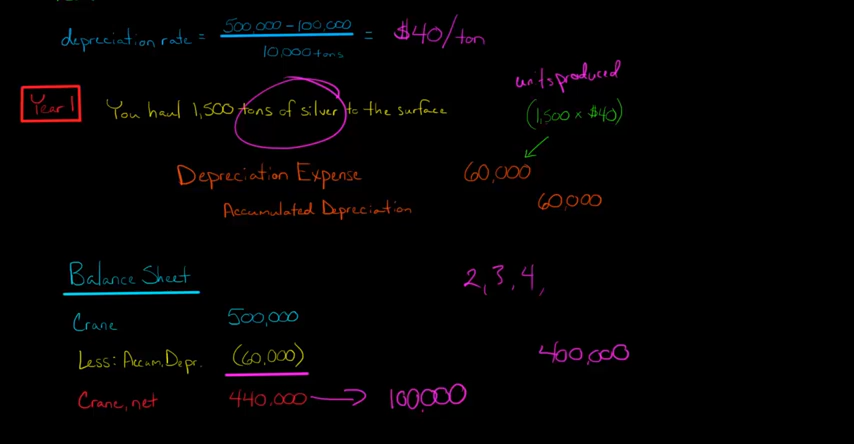 500,000 - 100,000
depreciation rate = = $40/ton
10,000 tons
units produced
Year 1 You haul 1,500 tons of silver to the surface (1,500 x $40)
Depreciation Expense 60,000
Accumulated Depreciation 60,000
Balance Sheet 2, 3, 4,
Crane 500,000
Less: Accum. Depr. (60,000) 400,000
Crane, net 440,000 → 100,000